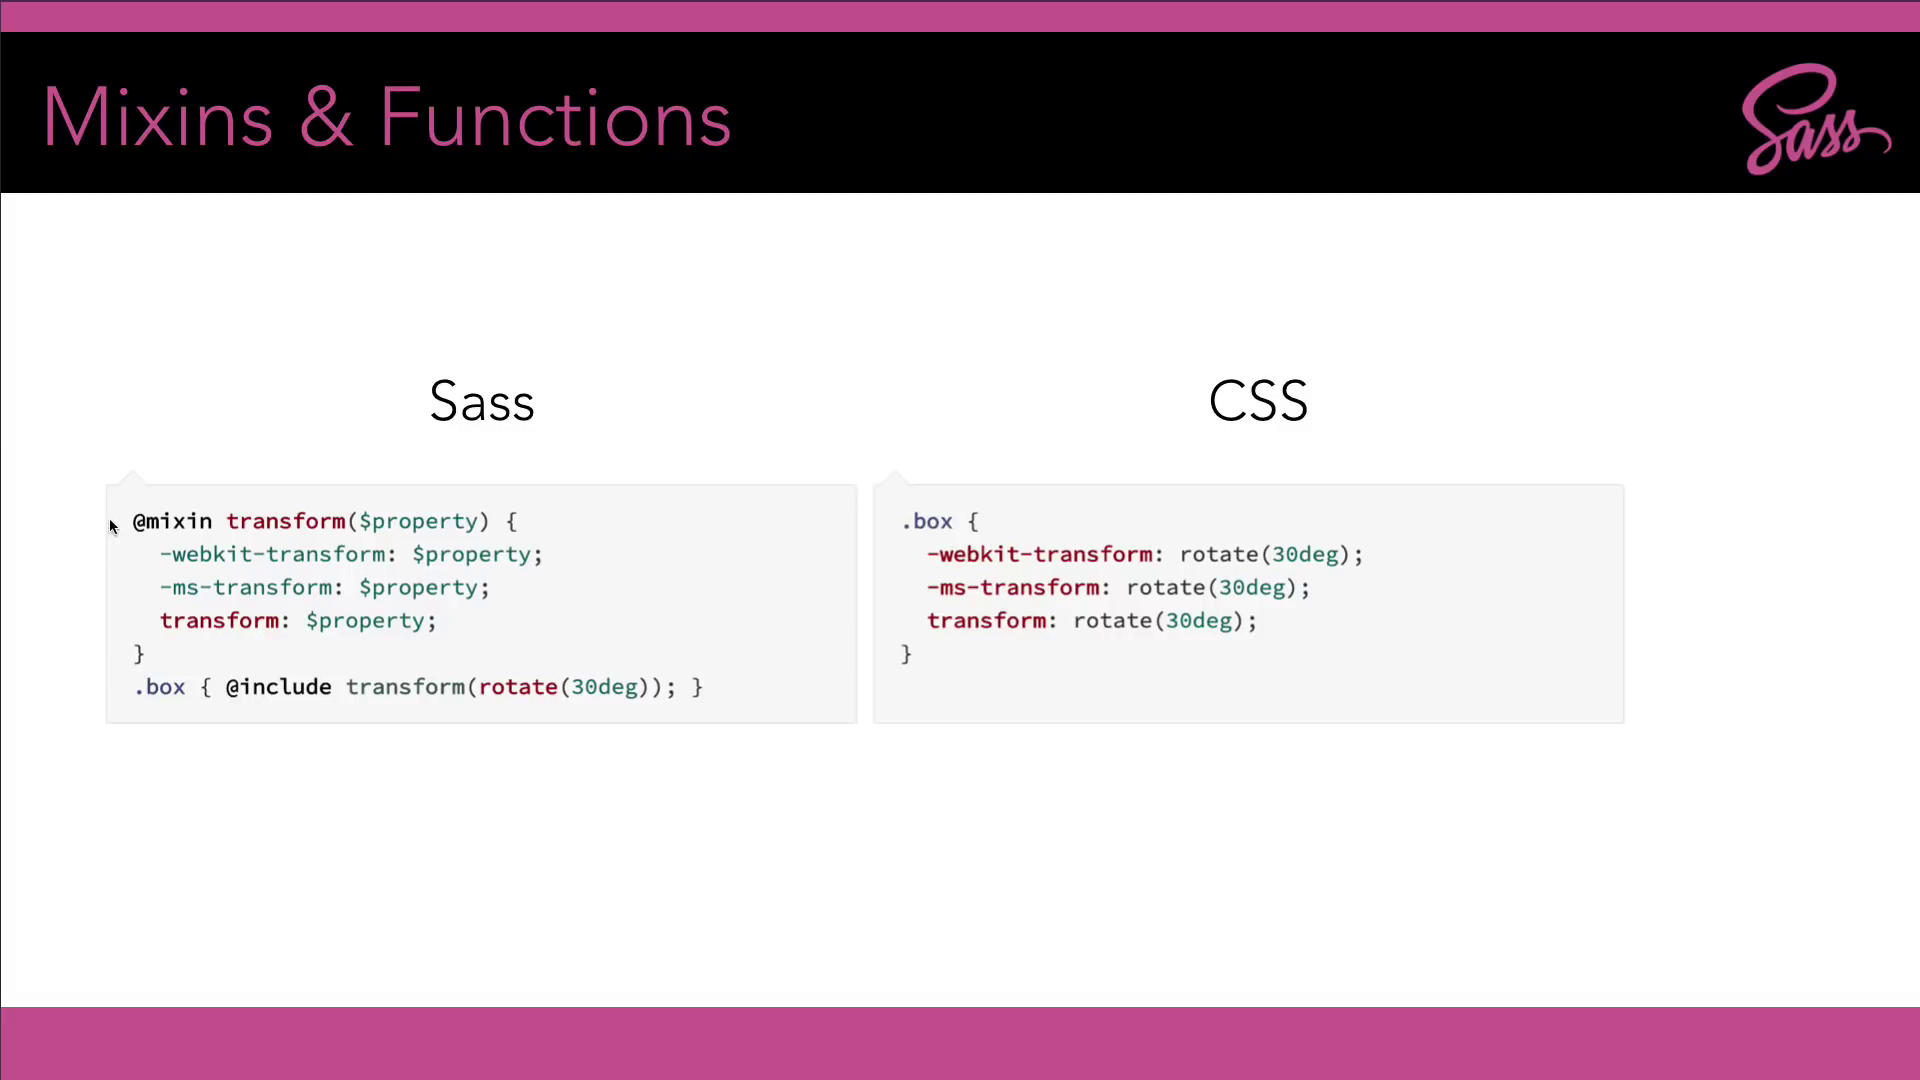 Mixins & Functions
Sass
Sass
CSS
@mixin transform($property) {
  -webkit-transform: $property;
  -ms-transform: $property;
  transform: $property;
}
.box { @include transform(rotate(30deg)); }
.box {
  -webkit-transform: rotate(30deg);
  -ms-transform: rotate(30deg);
  transform: rotate(30deg);
}